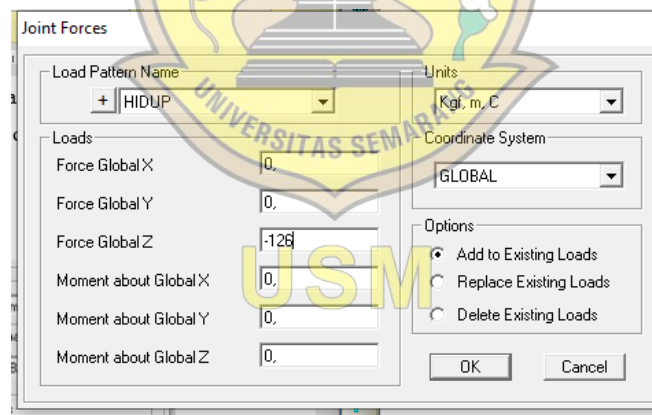 Joint Forces
Load Pattern Name
+ HIDUP
Units
Kgf, m, C
UNIVERSITAS SEMARANG
Loads
Force Global X 0,
Force Global Y 0,
Force Global Z -126
Moment about Global X 0,
Moment about Global Y 0,
Moment about Global Z 0,
Coordinate System
GLOBAL
Options
Add to Existing Loads
Replace Existing Loads
Delete Existing Loads
USM
OK Cancel